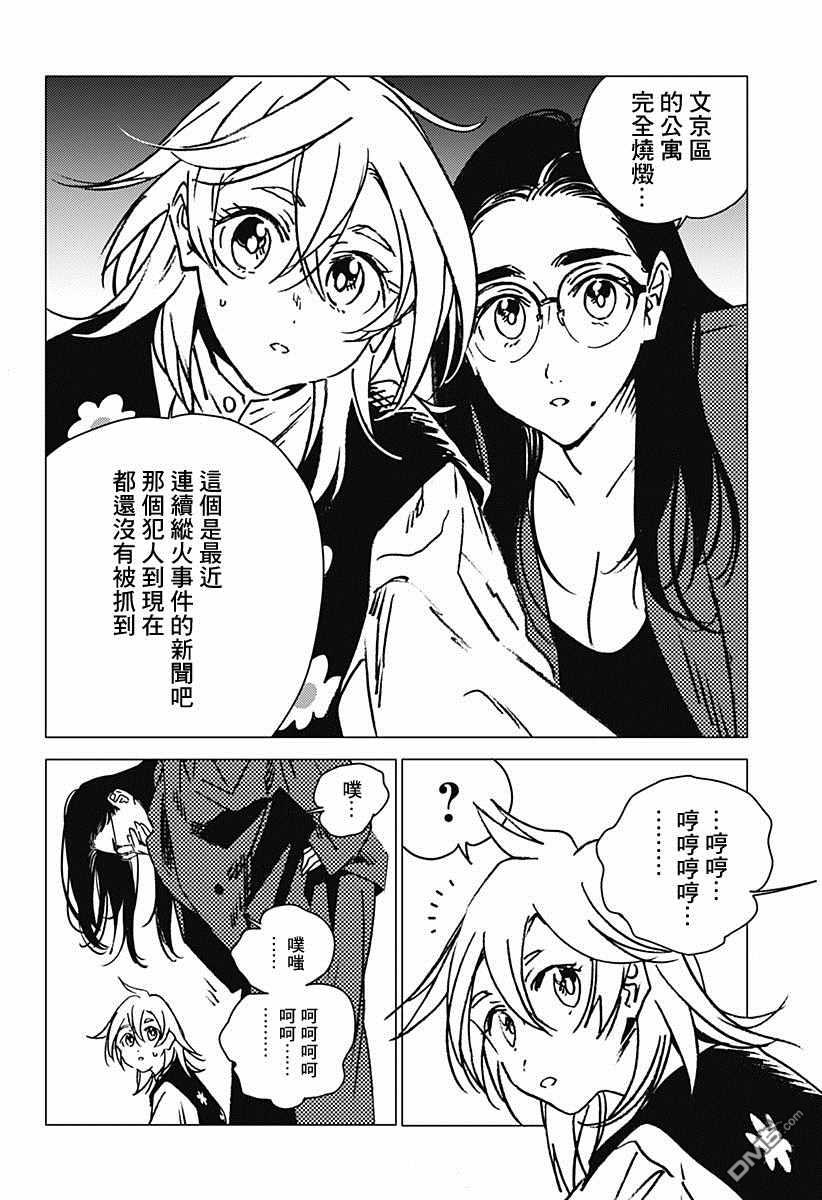 文京區
的公寓
完全燒燬…
這個是最近
連續縱火事件的新聞吧
那個犯人到現在
都還沒有被抓到
…哼哼…
哼哼哼哼…
……
?
噗…
噗嗤
……
呵呵呵呵
呵呵……
……
DM5.com